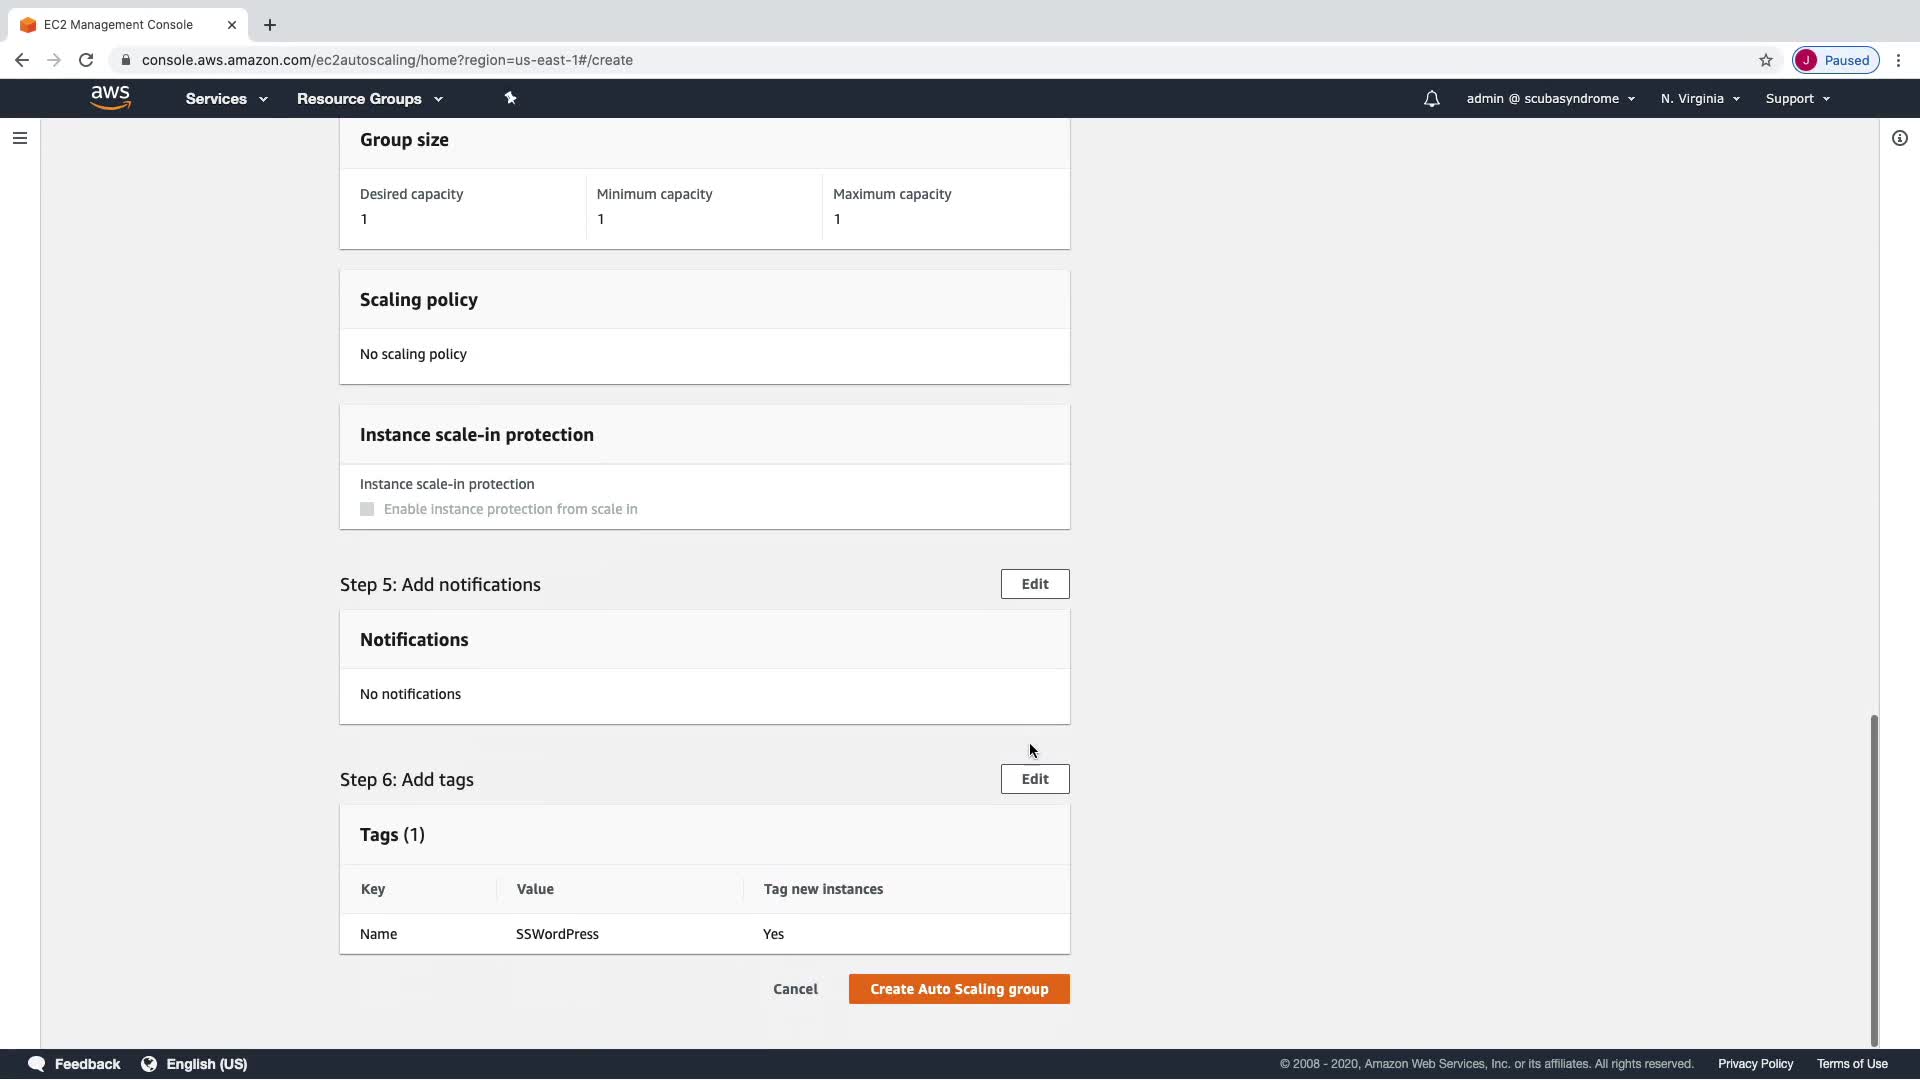 EC2 Management Console
console.aws.amazon.com/ec2autoscaling/home?region=us-east-1#/create
J Paused
aws Services Resource Groups admin @ scubasyndrome N. Virginia Support
Group size
Desired capacity Minimum capacity Maximum capacity
1 1 1
Scaling policy
No scaling policy
Instance scale-in protection
Instance scale-in protection
Enable instance protection from scale in
Step 5: Add notifications Edit
Notifications
No notifications
Step 6: Add tags Edit
Tags (1)
Key Value Tag new instances
Name SSWordPress Yes
Cancel Create Auto Scaling group
Feedback English (US) © 2008 - 2020, Amazon Web Services, Inc. or its affiliates. All rights reserved. Privacy Policy Terms of Use